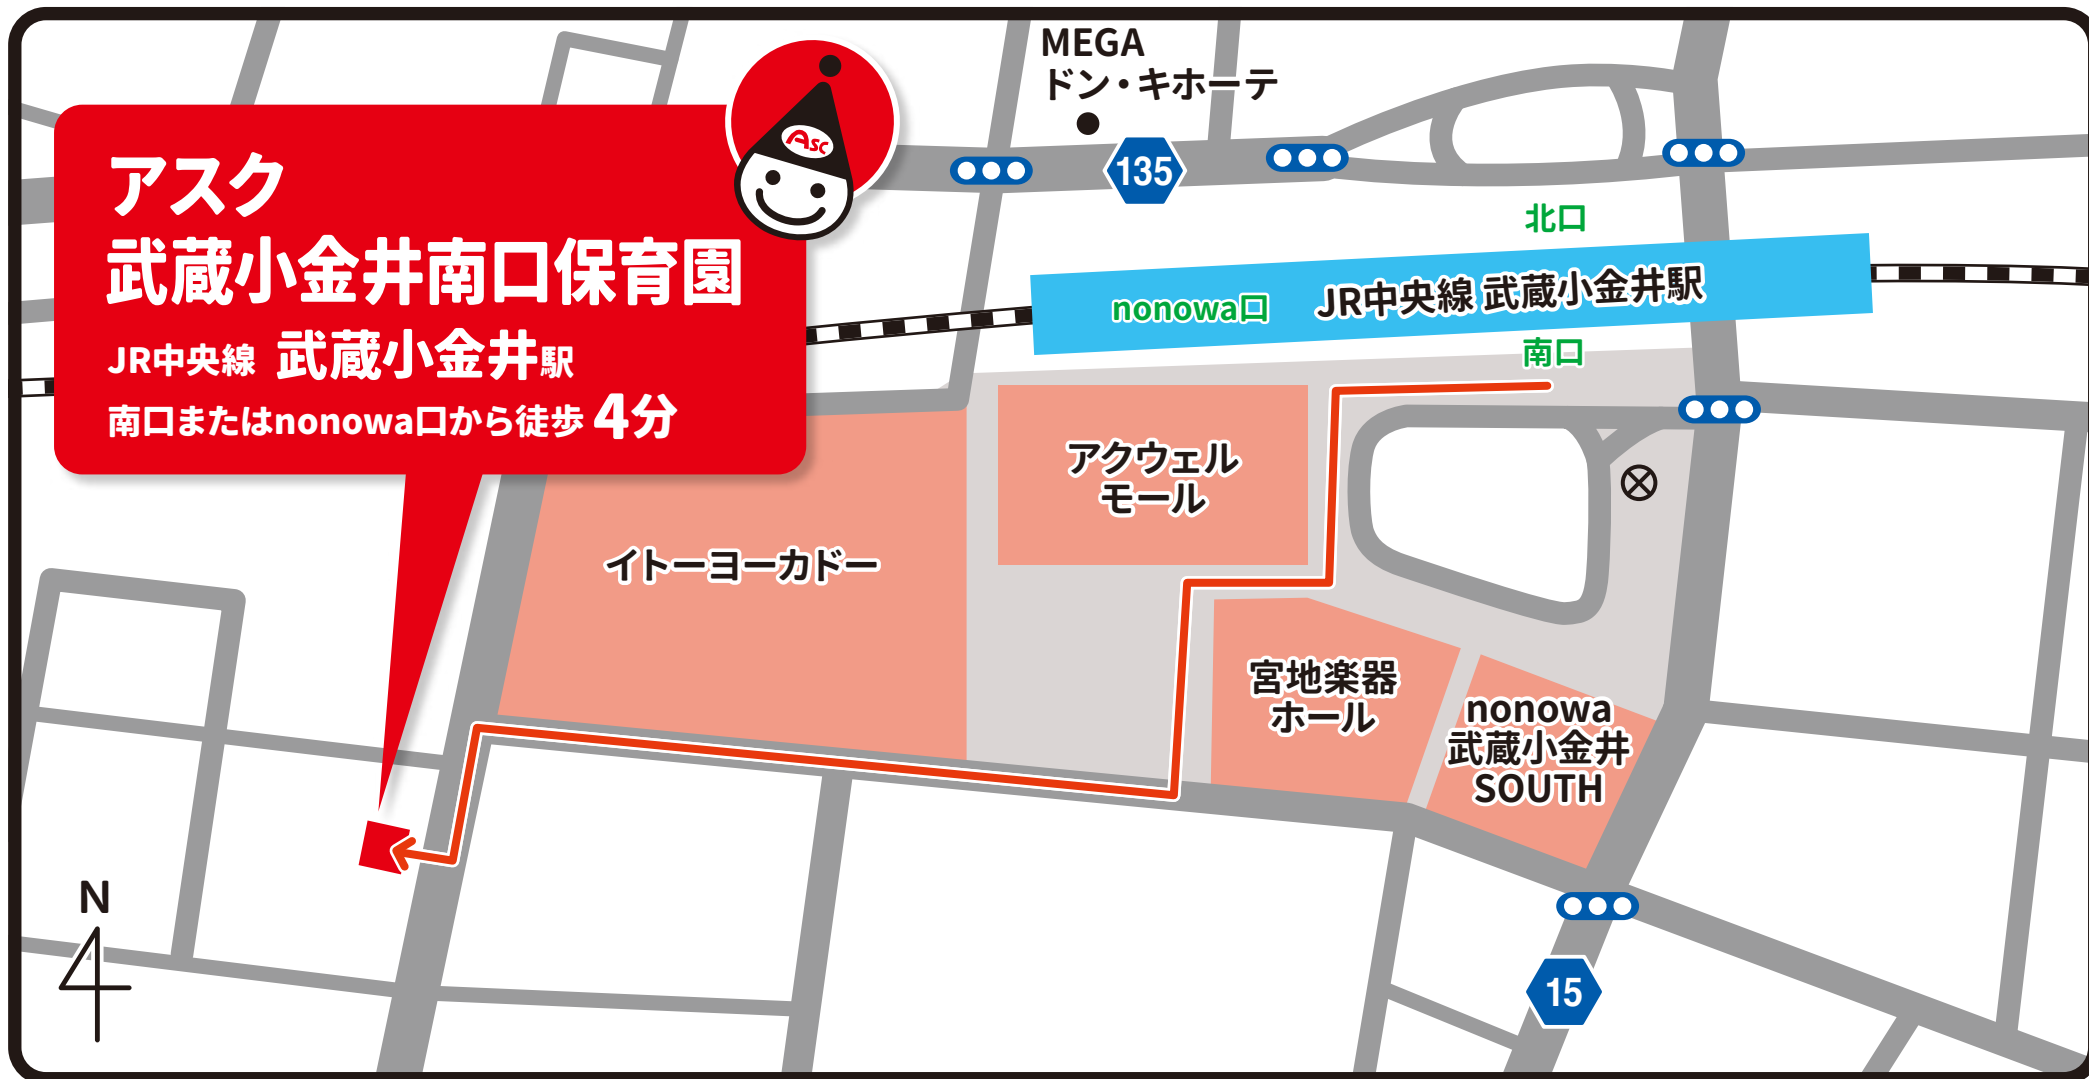 MEGA
ドン・キホーテ
135
Asc
アスク
武蔵小金井南口保育園
JR中央線 武蔵小金井駅
南口またはnonowa口から徒歩 4分
北口
nonowa口
JR中央線 武蔵小金井駅
南口
アクウェル
モール
イトーヨーカドー
宮地楽器
ホール
nonowa
武蔵小金井
SOUTH
N
15